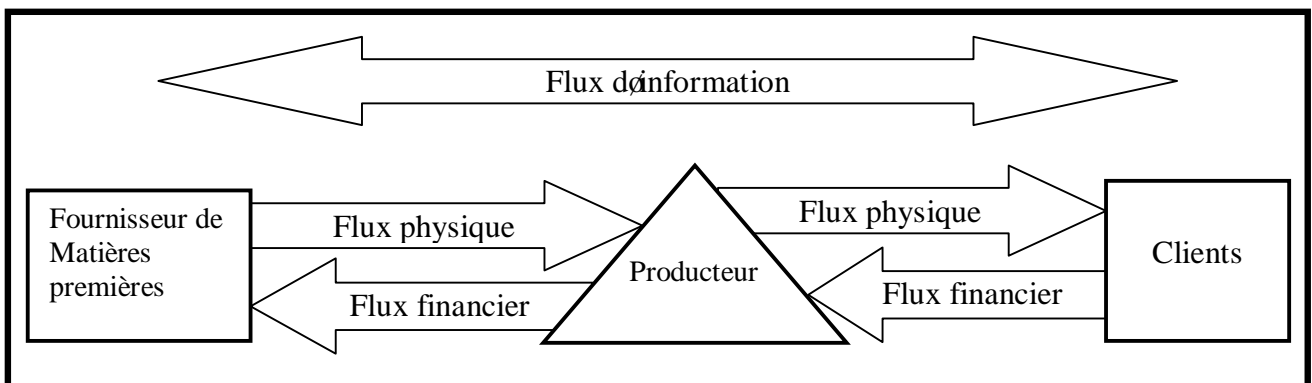 Flux døinformation
Fournisseur de
Matières
premières
Flux physique
Flux financier
Producteur
Flux physique
Flux financier
Clients